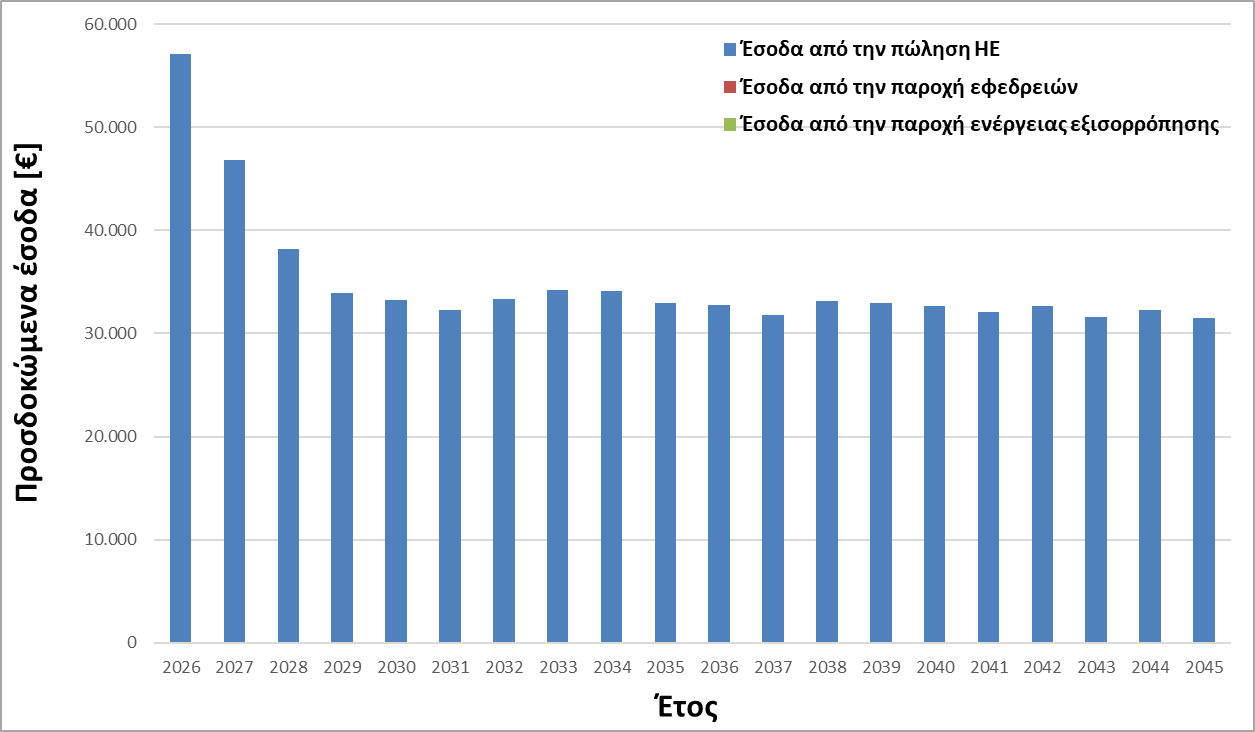 60.000
50.000
40.000
30.000
20.000
10.000
0
Προσδοκώμενα έσοδα [€]
Έσοδα από την πώληση ΗΕ
Έσοδα από την παροχή εφεδρειών
Έσοδα από την παροχή ενέργειας εξισορρόπησης
2026 2027 2028 2029 2030 2031 2032 2033 2034 2035 2036 2037 2038 2039 2040 2041 2042 2043 2044 2045
Έτος